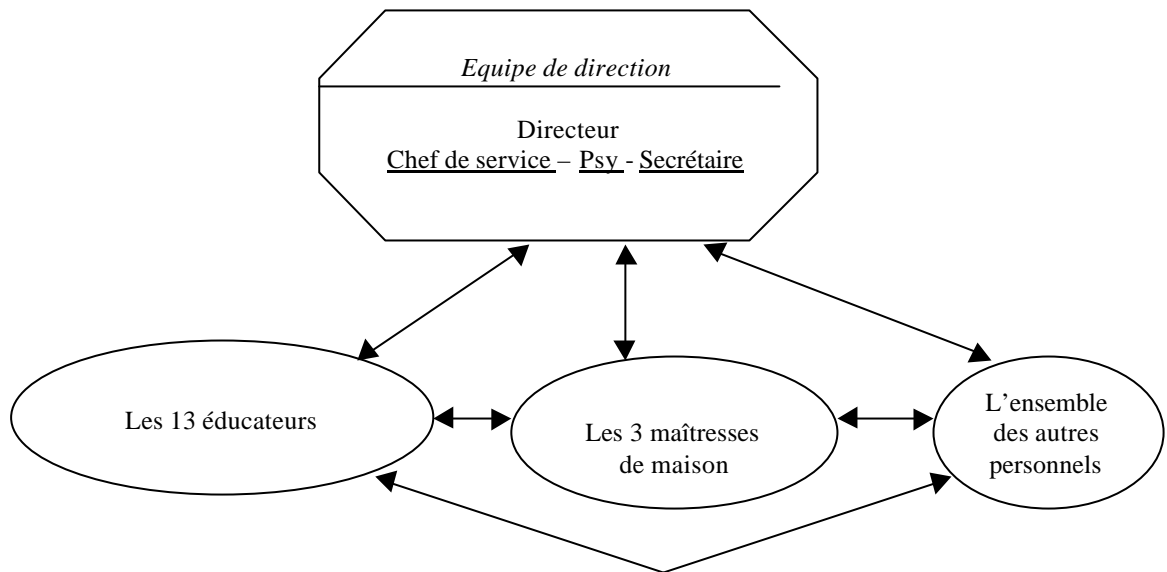 Equipe de direction
Directeur
Chef de service – Psy - Secrétaire
Les 13 éducateurs
Les 3 maîtresses
de maison
L’ensemble
des autres
personnels